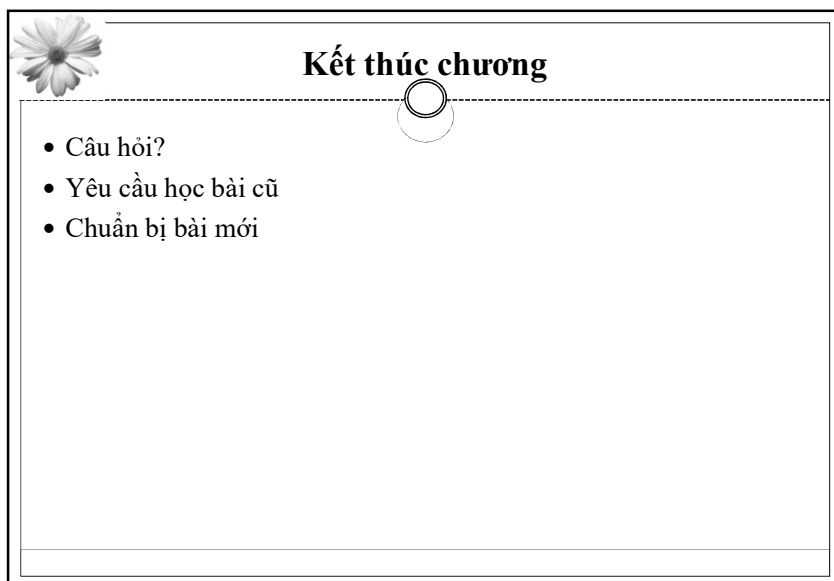 Kết thúc chương
• Câu hỏi?
• Yêu cầu học bài cũ
• Chuẩn bị bài mới